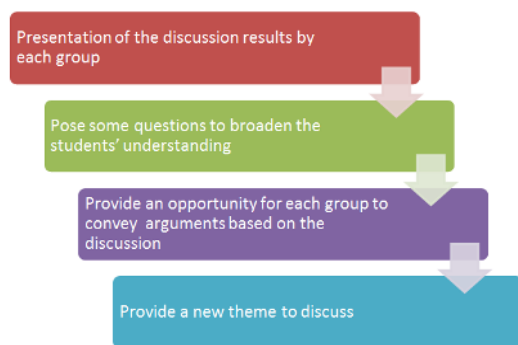 Presentation of the discussion results by
each group
Pose some questions to broaden the
students' understanding
Provide an opportunity for each group to
convey arguments based on the
discussion
Provide a new theme to discuss